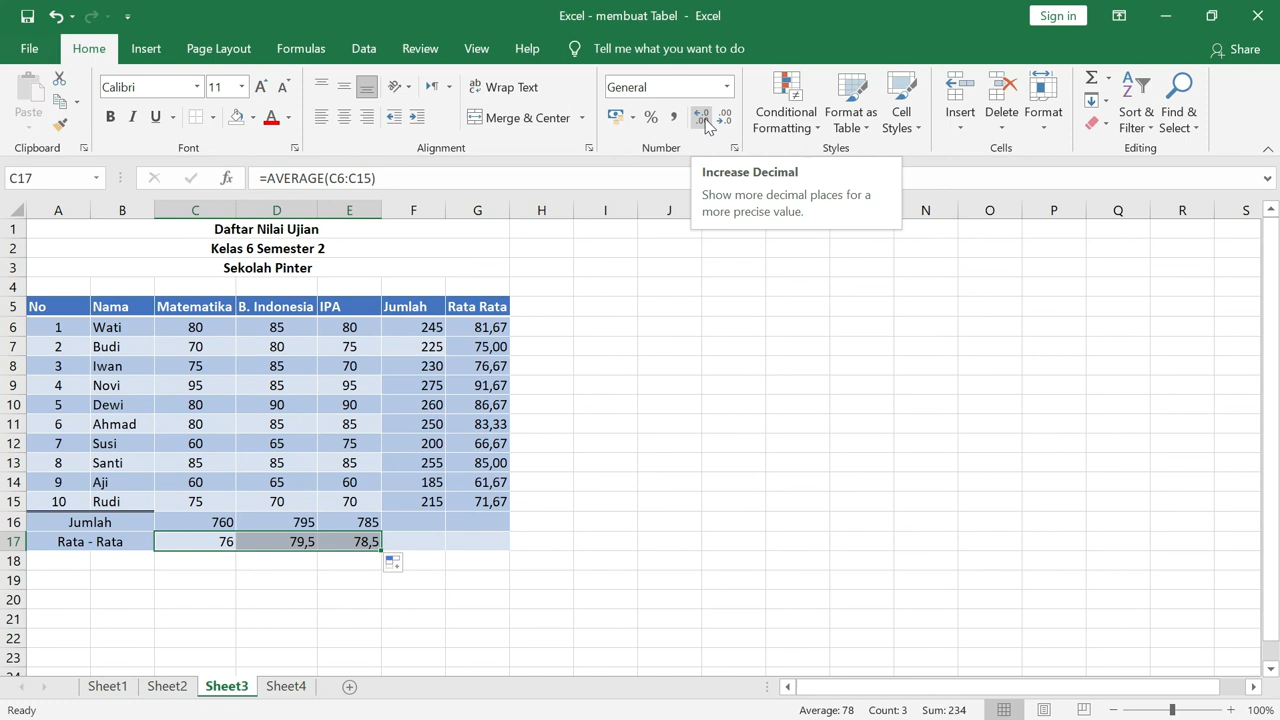 Excel - membuat Tabel - Excel
Sign in
File Home Insert Page Layout Formulas Data Review View Help Tell me what you want to do Share
Paste
Calibri 11
B I U A
Wrap Text
Merge & Center
General
%
Conditional Formatting
Format as Table
Cell Styles
Insert Delete Format
Sort & Filter
Find & Select
Clipboard Font Alignment Number Styles Cells Editing
C17 fx =AVERAGE(C6:C15)
Increase Decimal
Show more decimal places for a
more precise value.
A B C D E F G H I J N O P Q R S
1 Daftar Nilai Ujian
2 Kelas 6 Semester 2
3 Sekolah Pinter
4
5 No Nama Matematika B. Indonesia IPA Jumlah Rata Rata
6 1 Wati 80 85 80 245 81,67
7 2 Budi 70 80 75 225 75,00
8 3 Iwan 75 85 70 230 76,67
9 4 Novi 95 85 95 275 91,67
10 5 Dewi 80 90 90 260 86,67
11 6 Ahmad 80 85 85 250 83,33
12 7 Susi 60 65 75 200 66,67
13 8 Santi 85 85 85 255 85,00
14 9 Aji 60 65 60 185 61,67
15 10 Rudi 75 70 70 215 71,67
16 Jumlah 760 795 785
17 Rata - Rata 76 79,5 78,5
18
19
20
21
22
23
Sheet1 Sheet2 Sheet3 Sheet4
Ready Average: 78 Count: 3 Sum: 234 100%